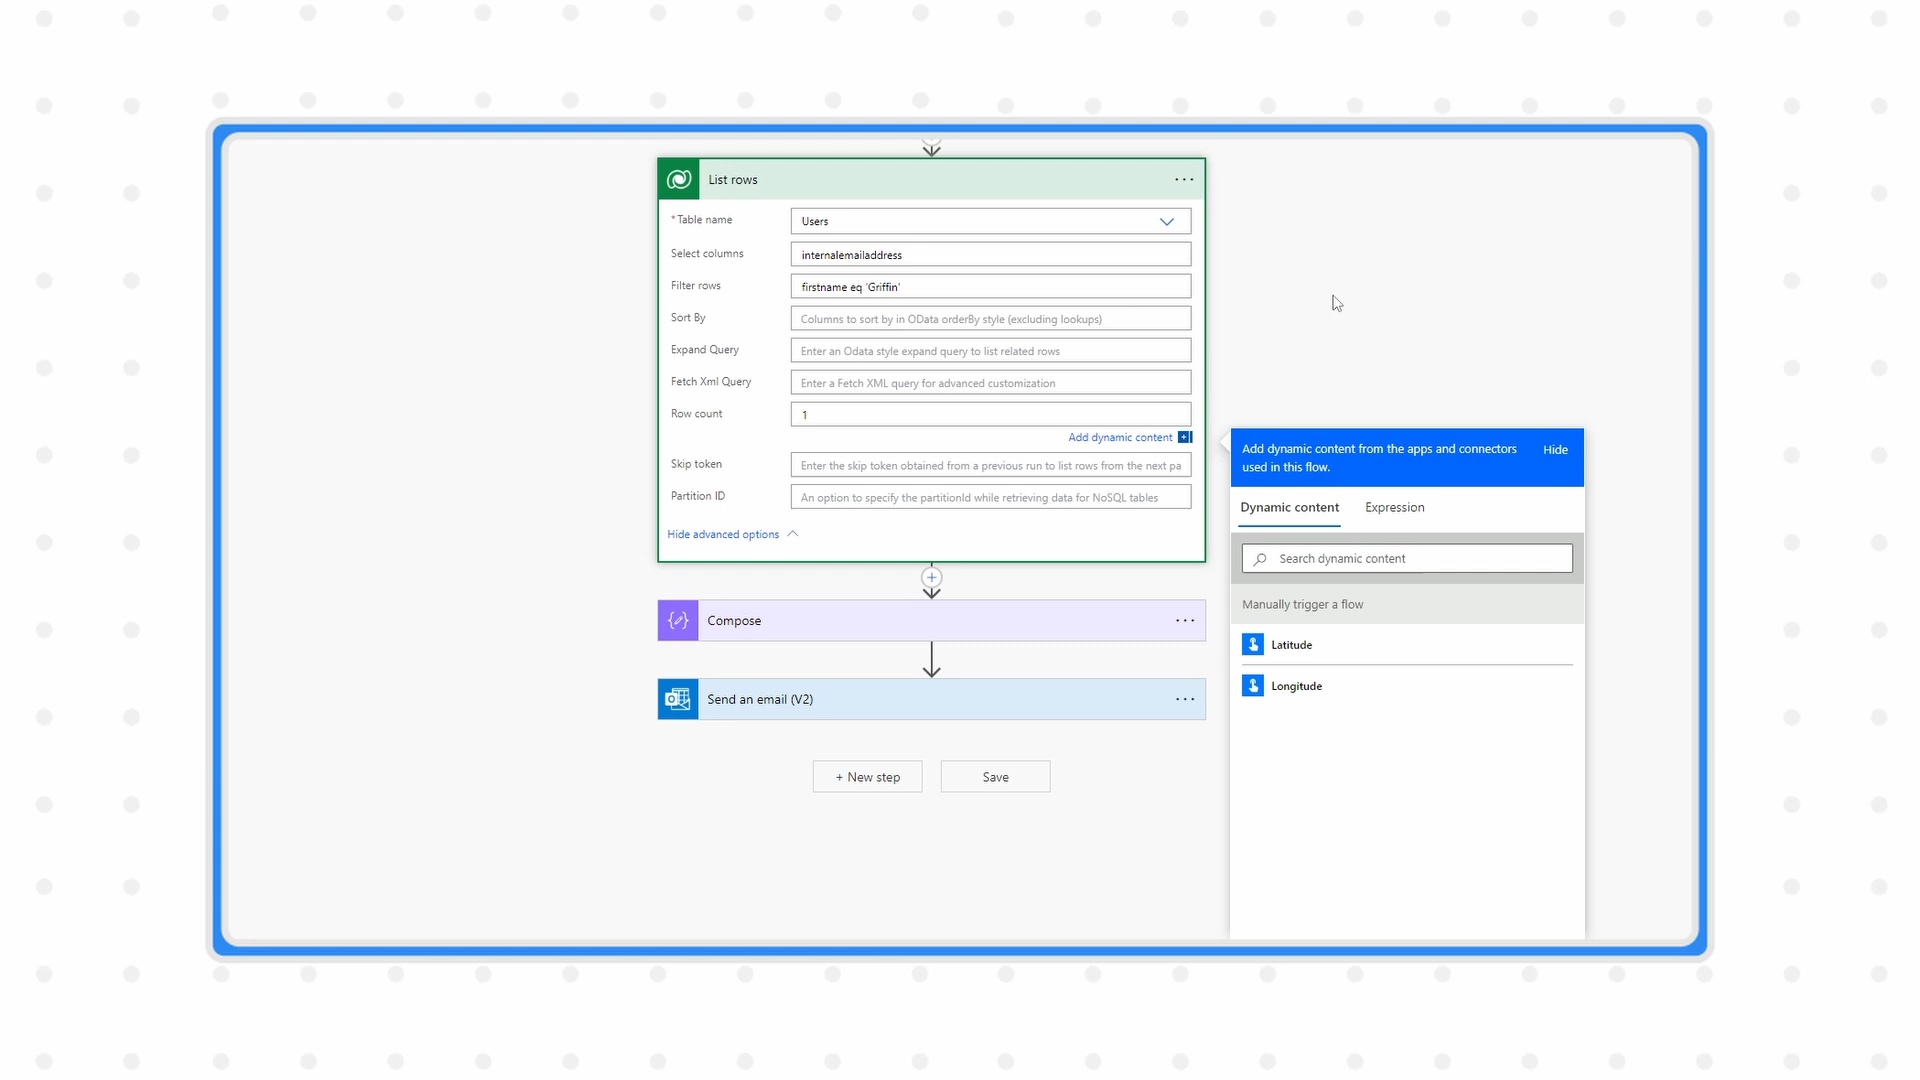 List rows
* Table name
Users
Select columns
internalemailaddress
Filter rows
firstname eq 'Griffin'
Sort By
Columns to sort by in OData orderBy style (excluding lookups)
Expand Query
Enter an Odata style expand query to list related rows
Fetch Xml Query
Enter a Fetch XML query for advanced customization
Row count
1
Add dynamic content
Skip token
Enter the skip token obtained from a previous run to list rows from the next pa
Partition ID
An option to specify the partitionId while retrieving data for NoSQL tables
Hide advanced options
Compose
Send an email (V2)
+ New step
Save
Add dynamic content from the apps and connectors
used in this flow.
Hide
Dynamic content
Expression
Search dynamic content
Manually trigger a flow
Latitude
Longitude